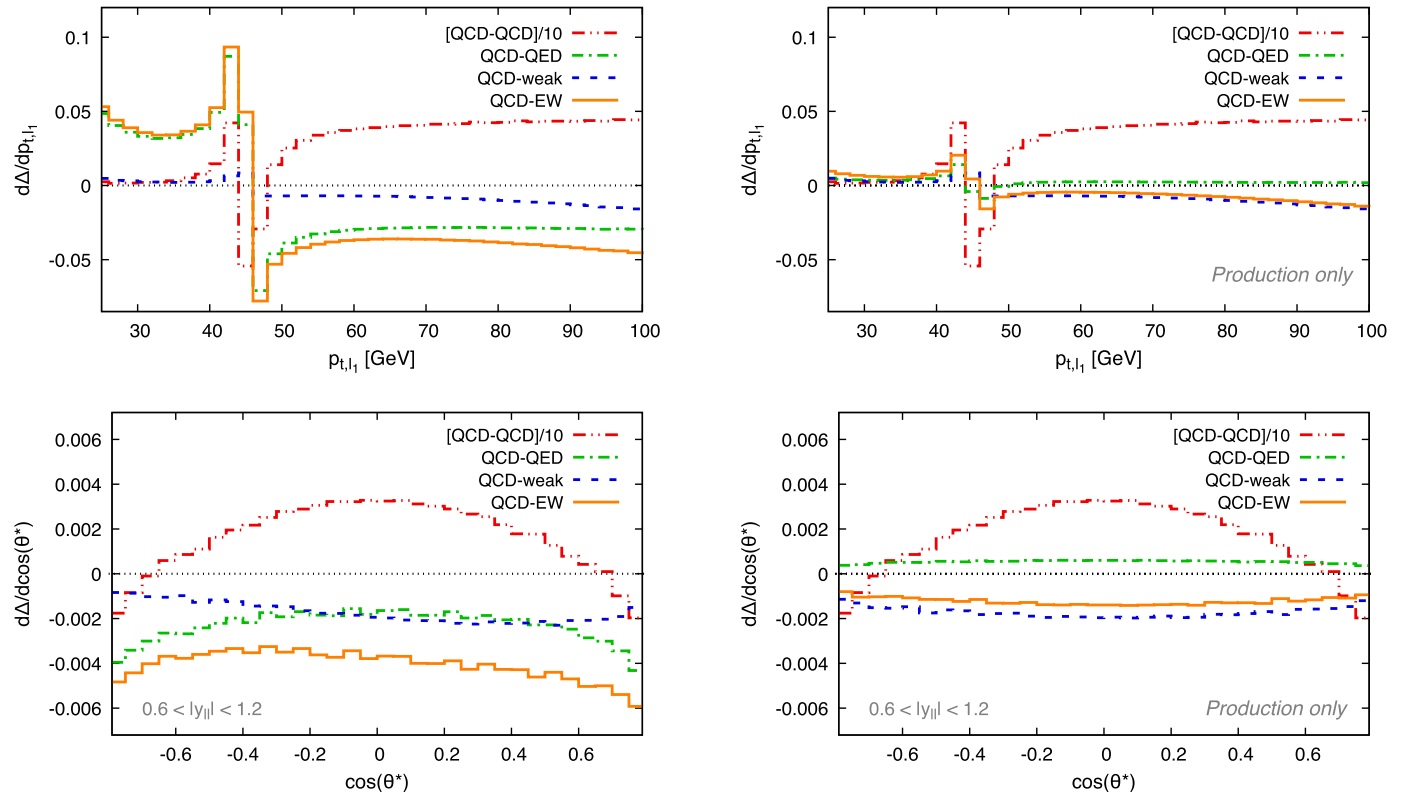 dΔ/dp_{t,l_1}
0.1
0.05
0
-0.05
[QCD-QCD]/10
QCD-QED
QCD-weak
QCD-EW
30 40 50 60 70 80 90 100
p_{t,l_1} [GeV]
dΔ/dp_{t,l_1}
0.1
0.05
0
-0.05
[QCD-QCD]/10
QCD-QED
QCD-weak
QCD-EW
Production only
30 40 50 60 70 80 90 100
p_{t,l_1} [GeV]
dΔ/dcos(θ*)
0.006
0.004
0.002
0
-0.002
-0.004
-0.006
[QCD-QCD]/10
QCD-QED
QCD-weak
QCD-EW
0.6 < |y_{ll}| < 1.2
-0.6 -0.4 -0.2 0 0.2 0.4 0.6
cos(θ*)
dΔ/dcos(θ*)
0.006
0.004
0.002
0
-0.002
-0.004
-0.006
[QCD-QCD]/10
QCD-QED
QCD-weak
QCD-EW
0.6 < |y_{ll}| < 1.2
Production only
-0.6 -0.4 -0.2 0 0.2 0.4 0.6
cos(θ*)